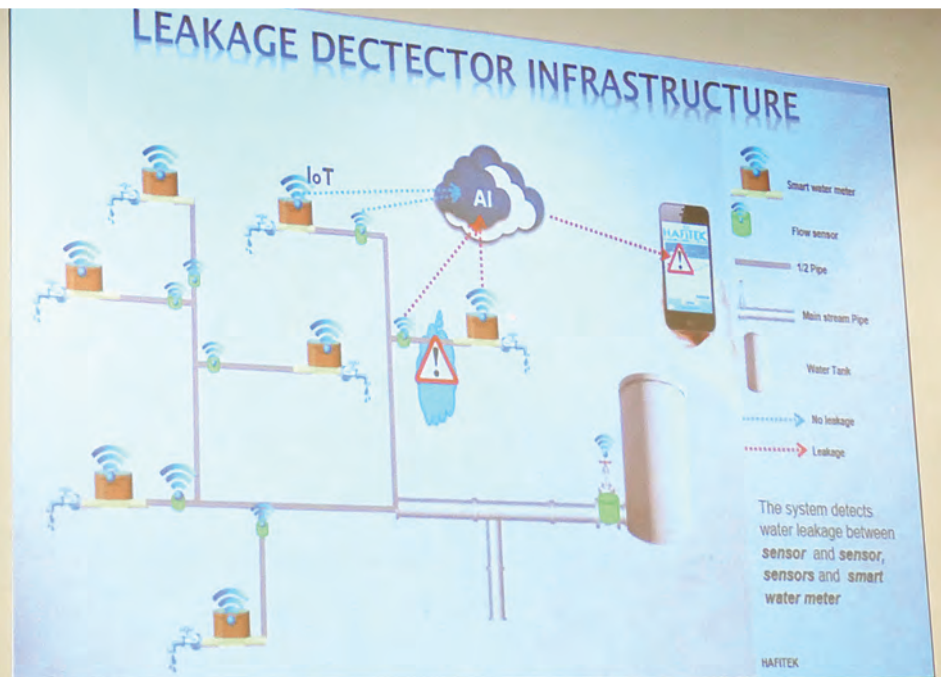 LEAKAGE DECTECTOR INFRASTRUCTURE
IoT
AI
HAFITEK
Smart water meter
Flow sensor
1/2 Pipe
Main stream Pipe
Water Tank
No leakage
Leakage
The system detects
water leakage between
sensor and sensor,
sensors and smart
water meter
HAFITEK